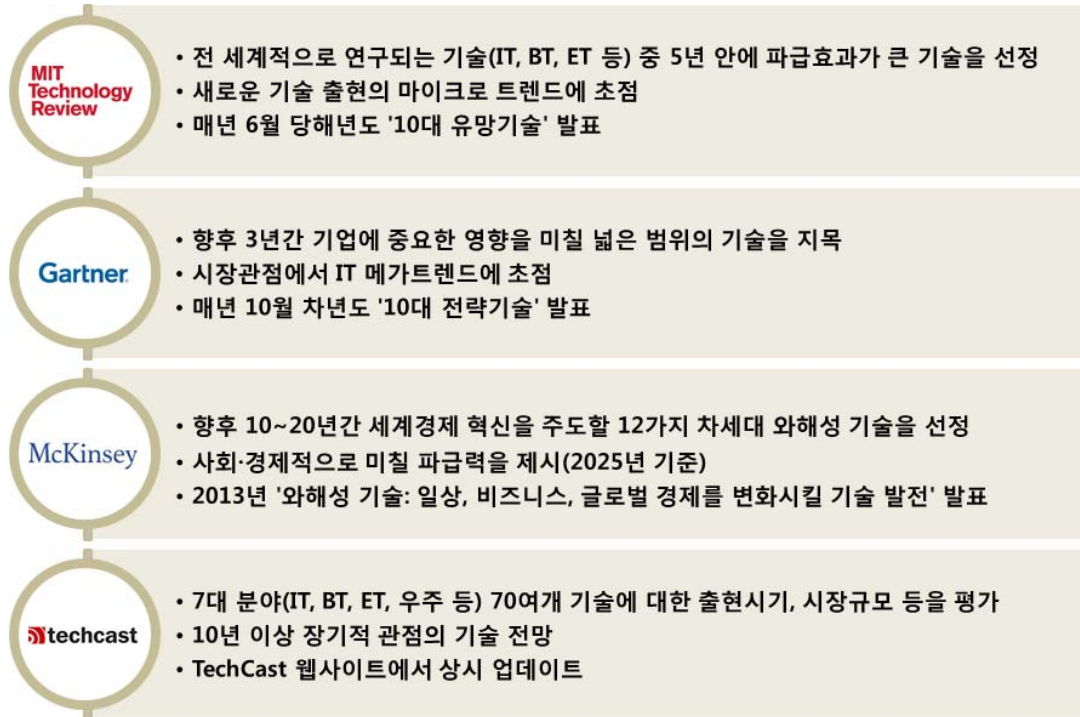 MIT
Technology
Review
• 전 세계적으로 연구되는 기술(IT, BT, ET 등) 중 5년 안에 파급효과가 큰 기술을 선정
• 새로운 기술 출현의 마이크로 트렌드에 초점
• 매년 6월 당해년도 '10대 유망기술' 발표
Gartner
• 향후 3년간 기업에 중요한 영향을 미칠 넓은 범위의 기술을 지목
• 시장관점에서 IT 메가트렌드에 초점
• 매년 10월 차년도 '10대 전략기술' 발표
McKinsey
• 향후 10~20년간 세계경제 혁신을 주도할 12가지 차세대 와해성 기술을 선정
• 사회·경제적으로 미칠 파급력을 제시(2025년 기준)
• 2013년 '와해성 기술: 일상, 비즈니스, 글로벌 경제를 변화시킬 기술 발전' 발표
techcast
• 7대 분야(IT, BT, ET, 우주 등) 70여개 기술에 대한 출현시기, 시장규모 등을 평가
• 10년 이상 장기적 관점의 기술 전망
• TechCast 웹사이트에서 상시 업데이트